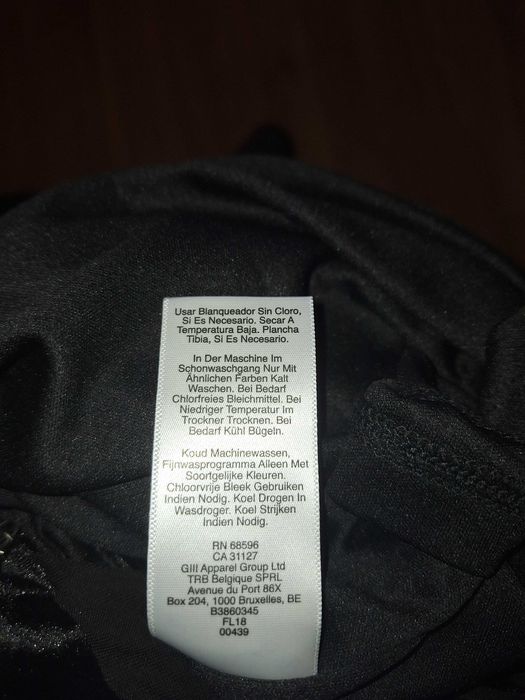 Usar Blanqueador Sin Cloro,
Si Es Necesario. Secar A
Temperatura Baja. Plancha
Tibia, Si Es Necesario.
In Der Maschine Im
Schonwaschgang Nur Mit
Ähnlichen Farben Kalt
Waschen. Bei Bedarf
Chlorfreies Bleichmittel. Bei
Niedriger Temperatur Im
Trockner Trocknen. Bei
Bedarf Kühl Bügeln.
Koud Machinewassen,
Fijnwasprogramma Alleen Met
Soortgelijke Kleuren.
Chloorvrije Bleek Gebruiken
Indien Nodig. Koel Drogen In
Wasdroger. Koel Strijken
Indien Nodig.
RN 68596
CA 31127
GIII Apparel Group Ltd
TRB Belgique SPRL
Avenue du Port 86X
Box 204, 1000 Bruxelles, BE
B3860345
FL18
00439